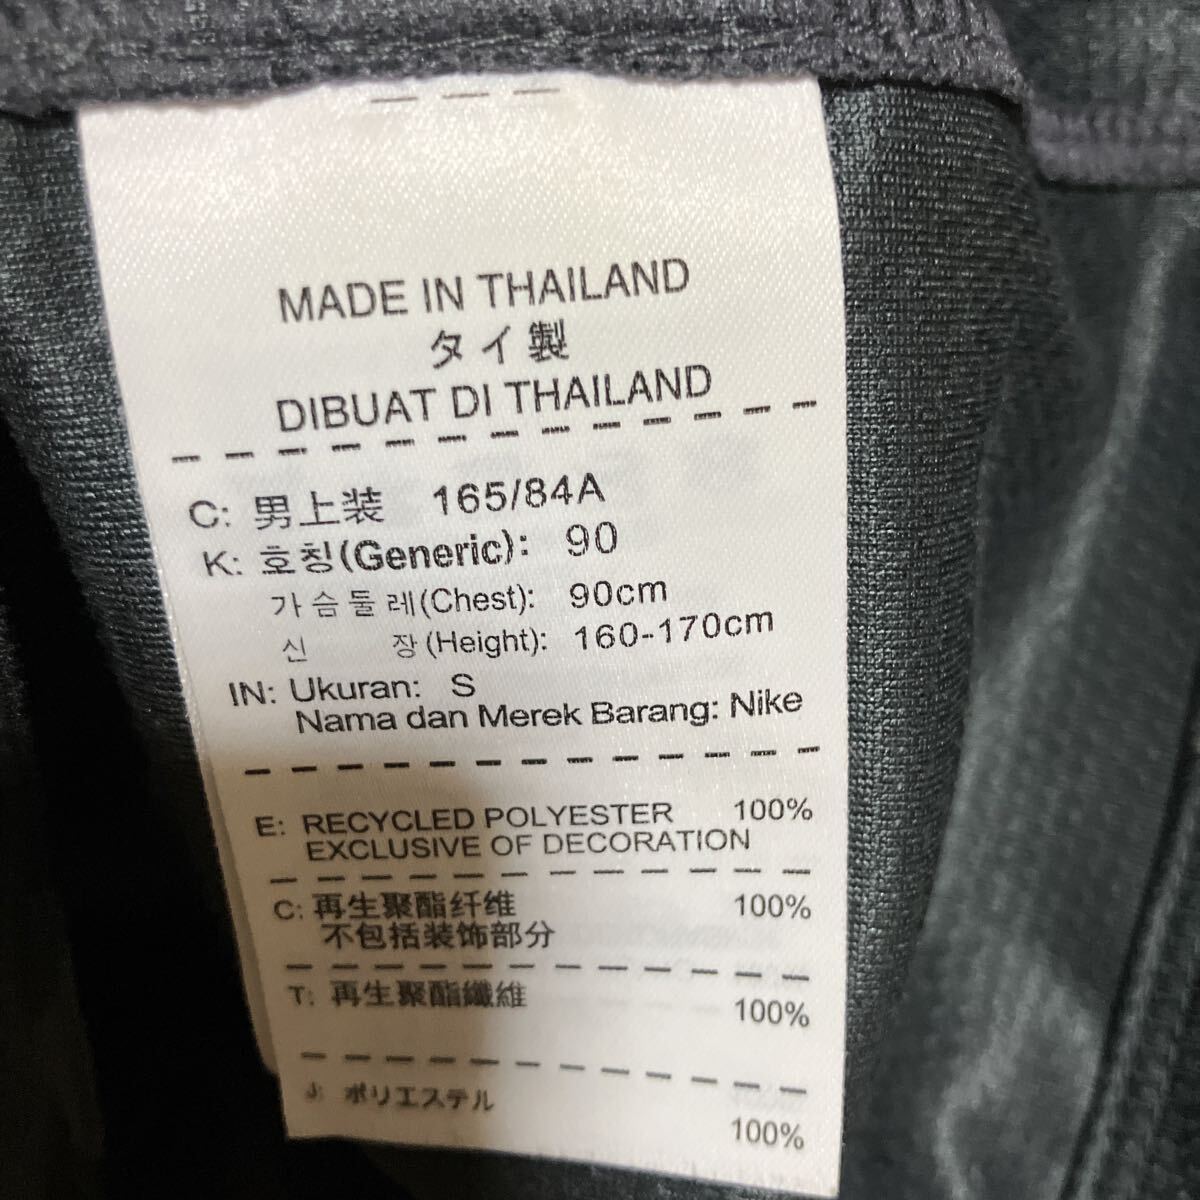 MADE IN THAILAND
タイ製
DIBUAT DI THAILAND
C: 男上装 165/84A
K: 호칭(Generic): 90
가슴둘레(Chest): 90cm
신 장(Height): 160-170cm
IN: Ukuran: S
Nama dan Merek Barang: Nike
E: RECYCLED POLYESTER 100%
EXCLUSIVE OF DECORATION
C: 再生聚酯纤维 100%
不包括装饰部分
T: 再生聚酯纖維 100%
J: ポリエステル 100%